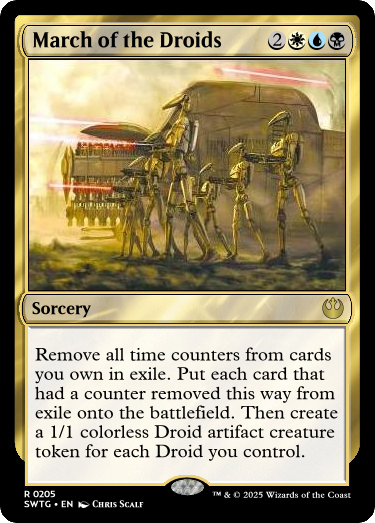 March of the Droids 2
Sorcery
Remove all time counters from cards
you own in exile. Put each card that
had a counter removed this way from
exile onto the battlefield. Then create
a 1/1 colorless Droid artifact creature
token for each Droid you control.
R 0205
SWTG • EN Chris Scalf
™ & © 2025 Wizards of the Coast